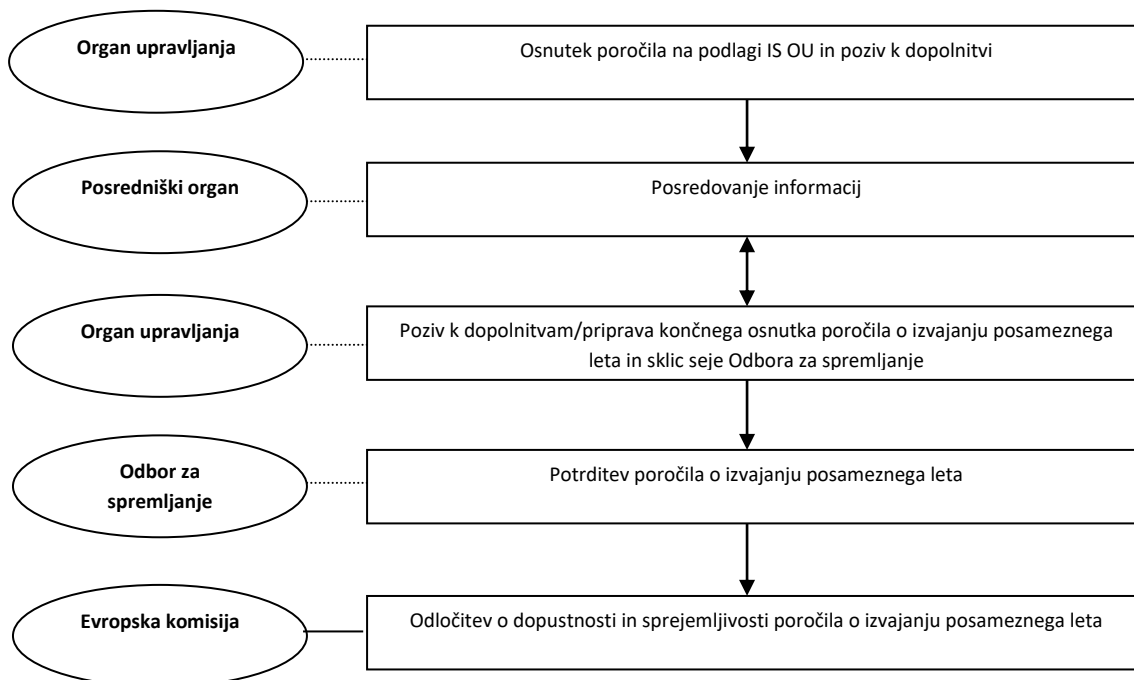 Organ upravljanja
Osnutek poročila na podlagi IS OU in poziv k dopolnitvi
Posredniški organ
Posredovanje informacij
Organ upravljanja
Poziv k dopolnitvam/priprava končnega osnutka poročila o izvajanju posameznega
leta in sklic seje Odbora za spremljanje
Odbor za
spremljanje
Potrditev poročila o izvajanju posameznega leta
Evropska komisija
Odločitev o dopustnosti in sprejemljivosti poročila o izvajanju posameznega leta